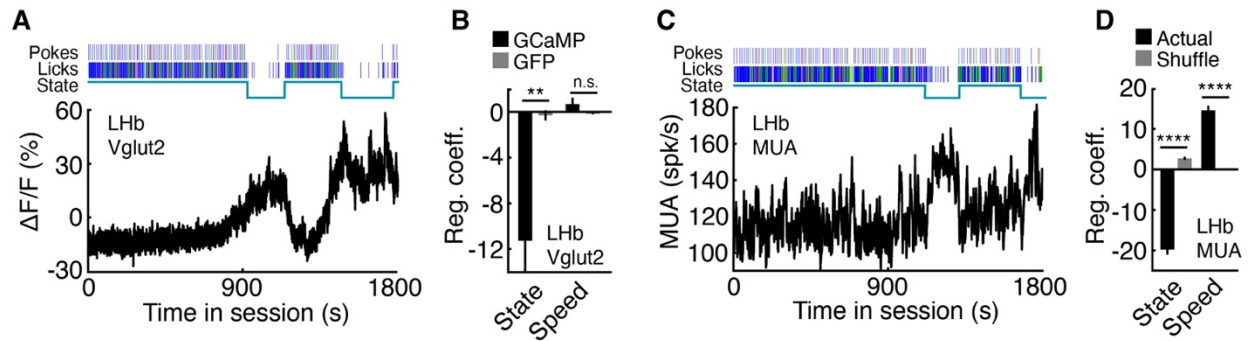 A
Pokes
Licks
State
60
30
0
-30
ΔF/F (%)
LHb
Vglut2
0
900
1800
Time in session (s)
B
GCaMP
GFP
**
n.s.
0
-4
-8
-12
Reg. coeff.
LHb
Vglut2
State
Speed
C
Pokes
Licks
State
180
160
140
120
100
MUA (spk/s)
LHb
MUA
0
900
1800
Time in session (s)
D
Actual
Shuffle
20
10
0
-10
-20
****
****
Reg. coeff.
LHb
MUA
State
Speed